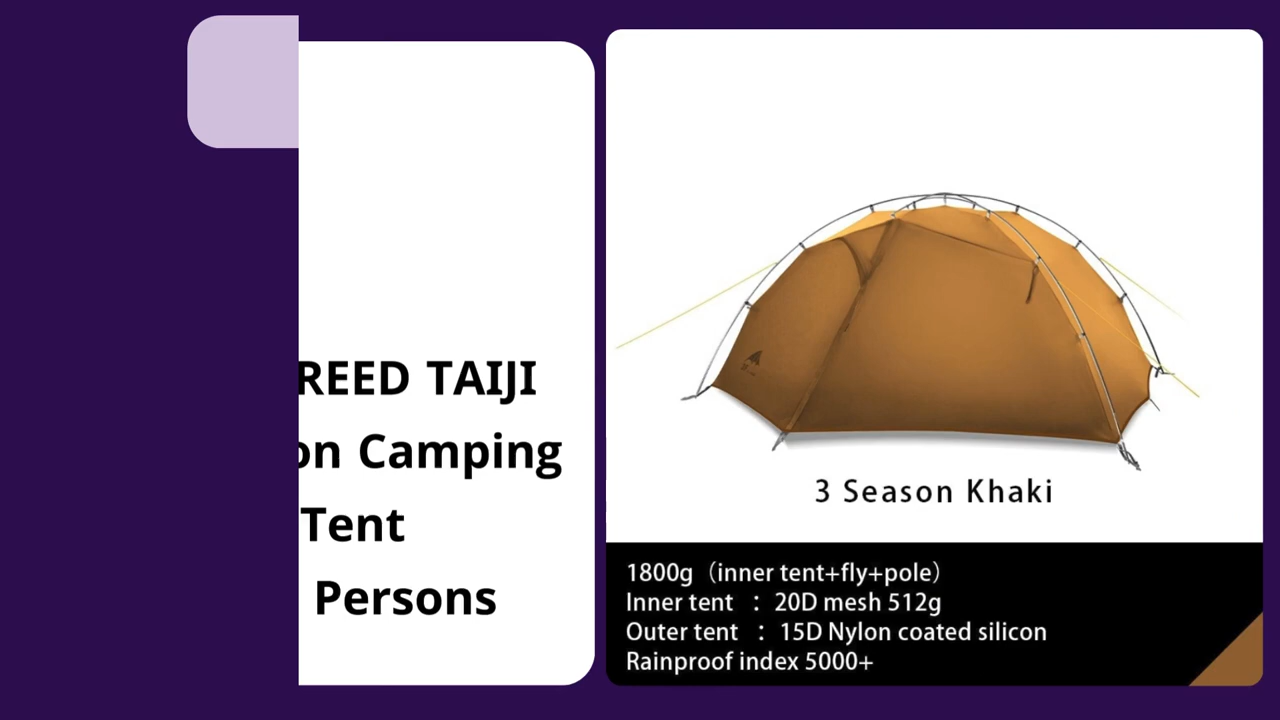 REED TAIJI
on Camping
Tent
Persons
3 Season Khaki
1800g（inner tent+fly+pole）
Inner tent ： 20D mesh 512g
Outer tent ： 15D Nylon coated silicon
Rainproof index 5000+